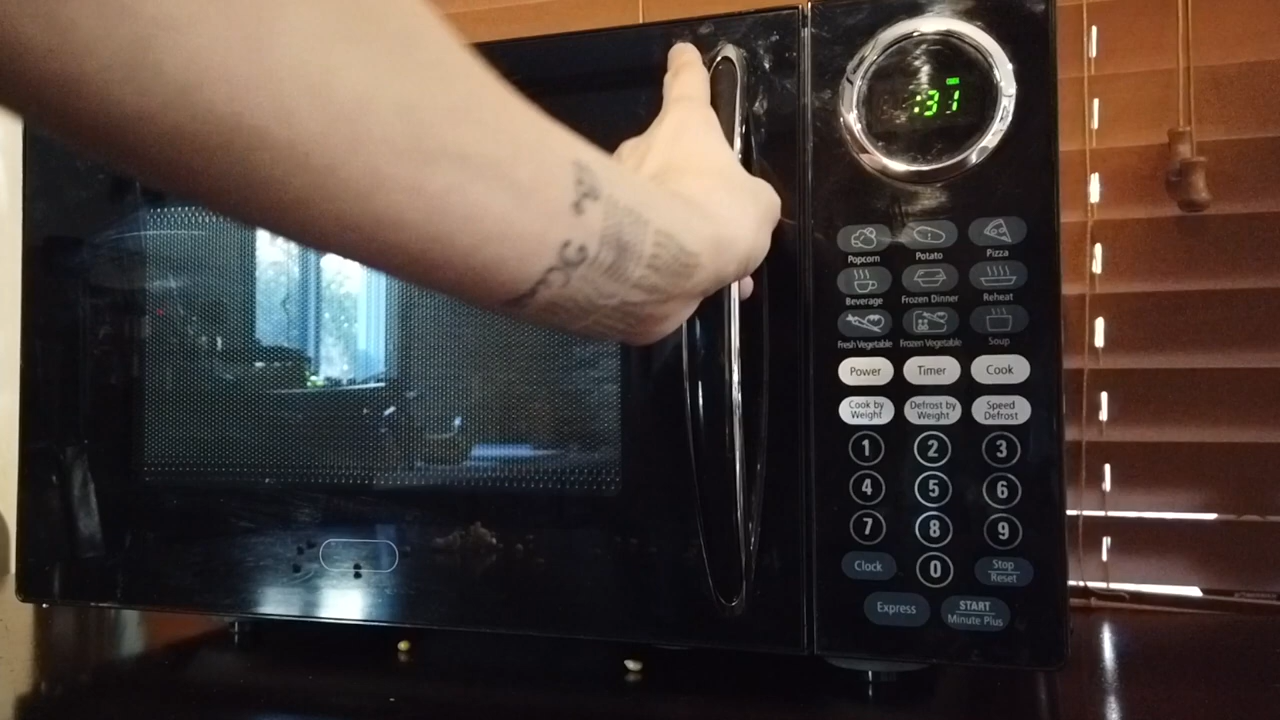 :37
Popcorn Potato Pizza
Beverage Frozen Dinner Reheat
Fresh Vegetable Frozen Vegetable Soup
Power Timer Cook
Cook by Weight Defrost by Weight Speed Defrost
1 2 3
4 5 6
7 8 9
Clock 0 Stop Reset
Express START Minute Plus